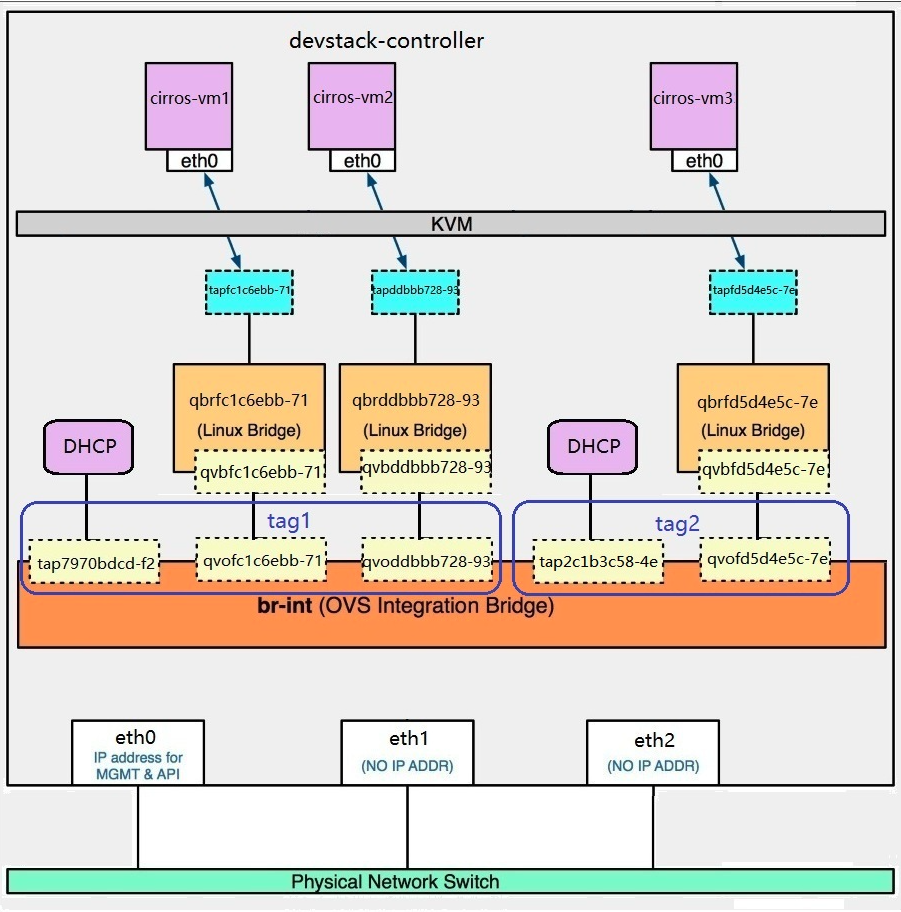 devstack-controller
cirros-vm1
cirros-vm2
cirros-vm3
eth0
eth0
eth0
KVM
tapfc1c6ebb-71
tapddbbb728-93
tapfd5d4e5c-7e
qbrfc1c6ebb-71
(Linux Bridge)
qbrddbbb728-93
(Linux Bridge)
qbrfd5d4e5c-7e
(Linux Bridge)
DHCP
DHCP
qvbfc1c6ebb-71
qvbddbbb728-93
qvbfd5d4e5c-7e
tag1
tag2
tap7970bdcd-f2
qvofc1c6ebb-71
qvoddbbb728-93
tap2c1b3c58-4e
qvofd5d4e5c-7e
br-int (OVS Integration Bridge)
eth0
IP address for
MGMT & API
eth1
(NO IP ADDR)
eth2
(NO IP ADDR)
Physical Network Switch